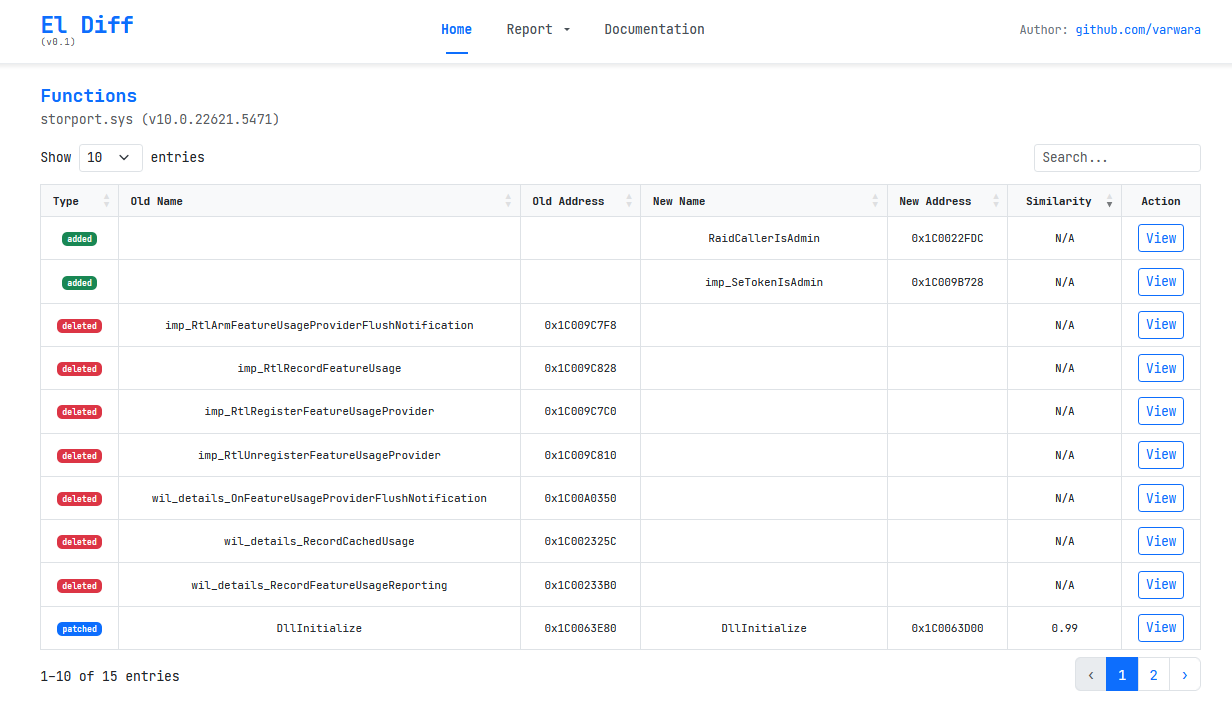 El Diff
(v0.1)
Home Report Documentation
Author: github.com/varwara
Functions
storport.sys (v10.0.22621.5471)
Show 10 entries
Search...
Type Old Name Old Address New Name New Address Similarity Action
added RaidCallerIsAdmin 0x1C0022FDC N/A View
added imp_SeTokenIsAdmin 0x1C009B728 N/A View
deleted imp_RtlArmFeatureUsageProviderFlushNotification 0x1C009C7F8 N/A View
deleted imp_RtlRecordFeatureUsage 0x1C009C828 N/A View
deleted imp_RtlRegisterFeatureUsageProvider 0x1C009C7C0 N/A View
deleted imp_RtlUnregisterFeatureUsageProvider 0x1C009C810 N/A View
deleted wil_details_OnFeatureUsageProviderFlushNotification 0x1C00A0350 N/A View
deleted wil_details_RecordCachedUsage 0x1C002325C N/A View
deleted wil_details_RecordFeatureUsageReporting 0x1C00233B0 N/A View
patched DllInitialize 0x1C0063E80 DllInitialize 0x1C0063D00 0.99 View
1–10 of 15 entries
‹ 1 2 ›